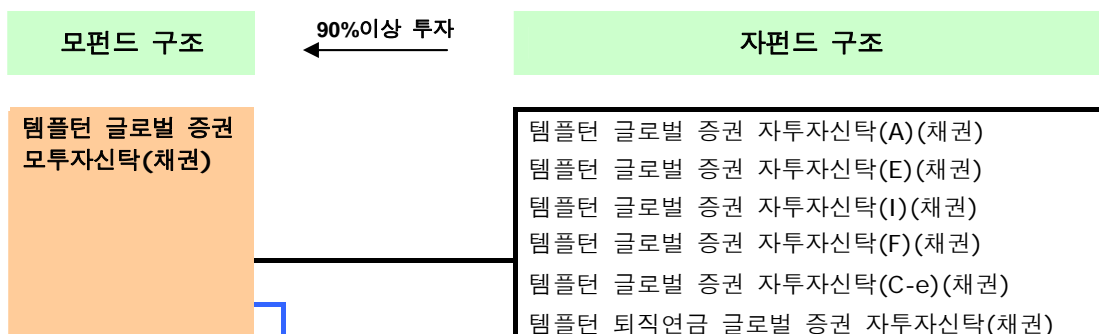 모펀드 구조
90%이상 투자
자펀드 구조
템플턴 글로벌 증권
모투자신탁(채권)
템플턴 글로벌 증권 자투자신탁(A)(채권)
템플턴 글로벌 증권 자투자신탁(E)(채권)
템플턴 글로벌 증권 자투자신탁(I)(채권)
템플턴 글로벌 증권 자투자신탁(F)(채권)
템플턴 글로벌 증권 자투자신탁(C-e)(채권)
템플턴 퇴직연금 글로벌 증권 자투자신탁(채권)